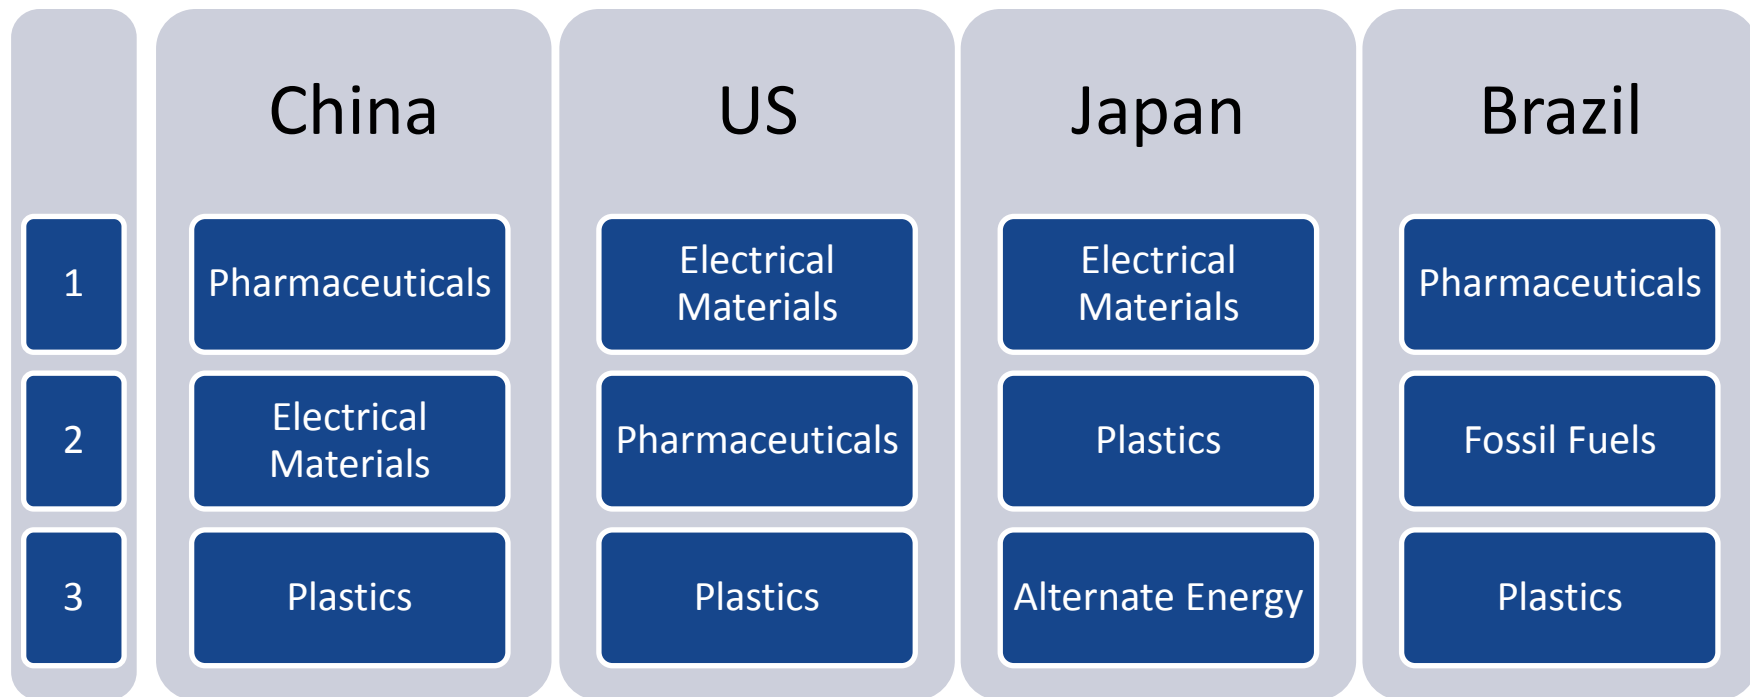 China
US
Japan
Brazil
1
Pharmaceuticals
Electrical
Materials
Electrical
Materials
Pharmaceuticals
2
Electrical
Materials
Pharmaceuticals
Plastics
Fossil Fuels
3
Plastics
Plastics
Alternate Energy
Plastics